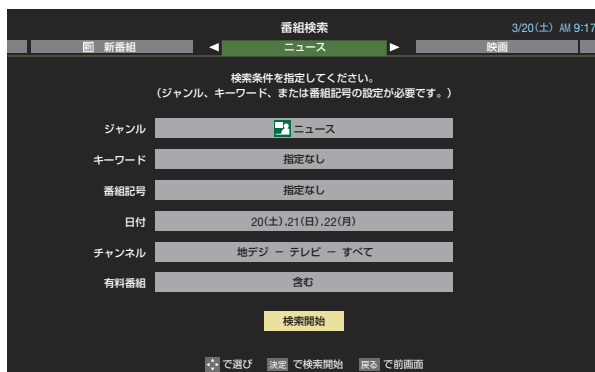 番組検索
3/20(土) AM 9:17
新番組
ニュース
映画
検索条件を指定してください。
(ジャンル、キーワード、または番組記号の設定が必要です。)
ジャンル ニュース
キーワード 指定なし
番組記号 指定なし
日付 20(土).21(日).22(月)
チャンネル 地デジ − テレビ − すべて
有料番組 含む
検索開始
で選び 決定 で検索開始 戻る で前画面